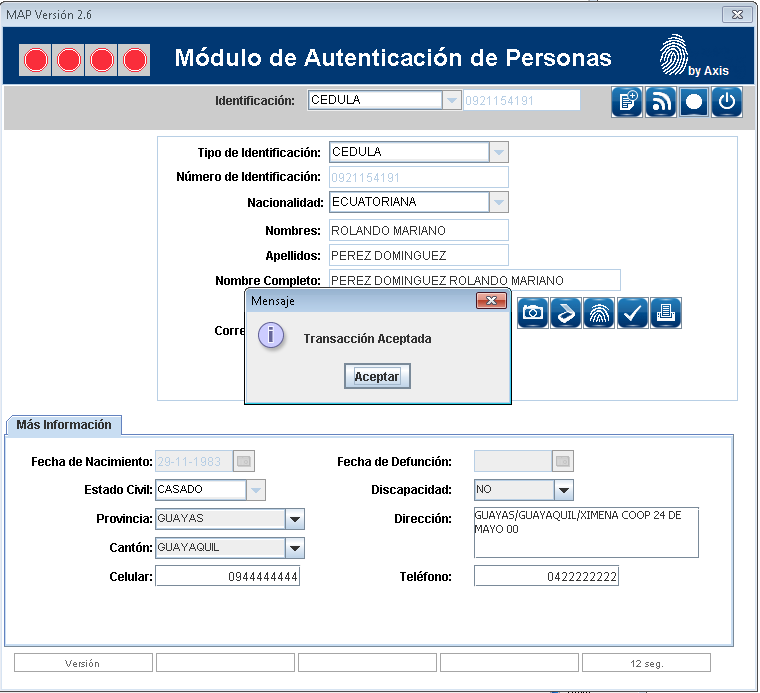 MAP Versión 2.6
Módulo de Autenticación de Personas
by Axis
Identificación: CEDULA 0921154191
Tipo de Identificación: CEDULA
Número de Identificación: 0921154191
Nacionalidad: ECUATORIANA
Nombres: ROLANDO MARIANO
Apellidos: PEREZ DOMINGUEZ
Nombre Completo: PEREZ DOMINGUEZ ROLANDO MARIANO
Mensaje
Corre
i
Transacción Aceptada
Aceptar
Más Información
Fecha de Nacimiento: 29-11-1983 Fecha de Defunción:
Estado Civil: CASADO Discapacidad: NO
Provincia: GUAYAS Dirección: GUAYAS/GUAYAQUIL/XIMENA COOP 24 DE
MAYO 00
Cantón: GUAYAQUIL
Celular: 0944444444 Teléfono: 0422222222
Versión 12 seg.